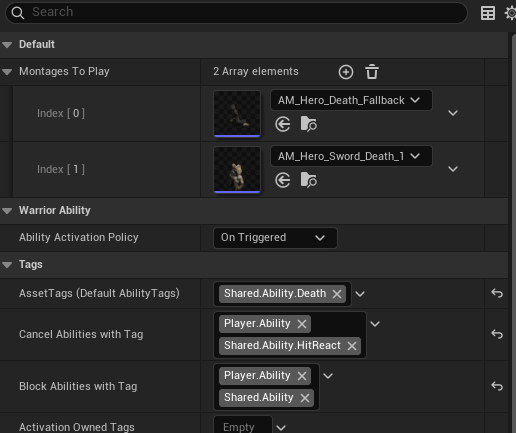 Search
Default
Montages To Play 2 Array elements
Index [ 0 ] AM_Hero_Death_Fallback
Index [ 1 ] AM_Hero_Sword_Death_1
Warrior Ability
Ability Activation Policy On Triggered
Tags
AssetTags (Default AbilityTags) Shared.Ability.Death
Cancel Abilities with Tag Player.Ability
Shared.Ability.HitReact
Block Abilities with Tag Player.Ability
Shared.Ability
Activation Owned Tags Empty